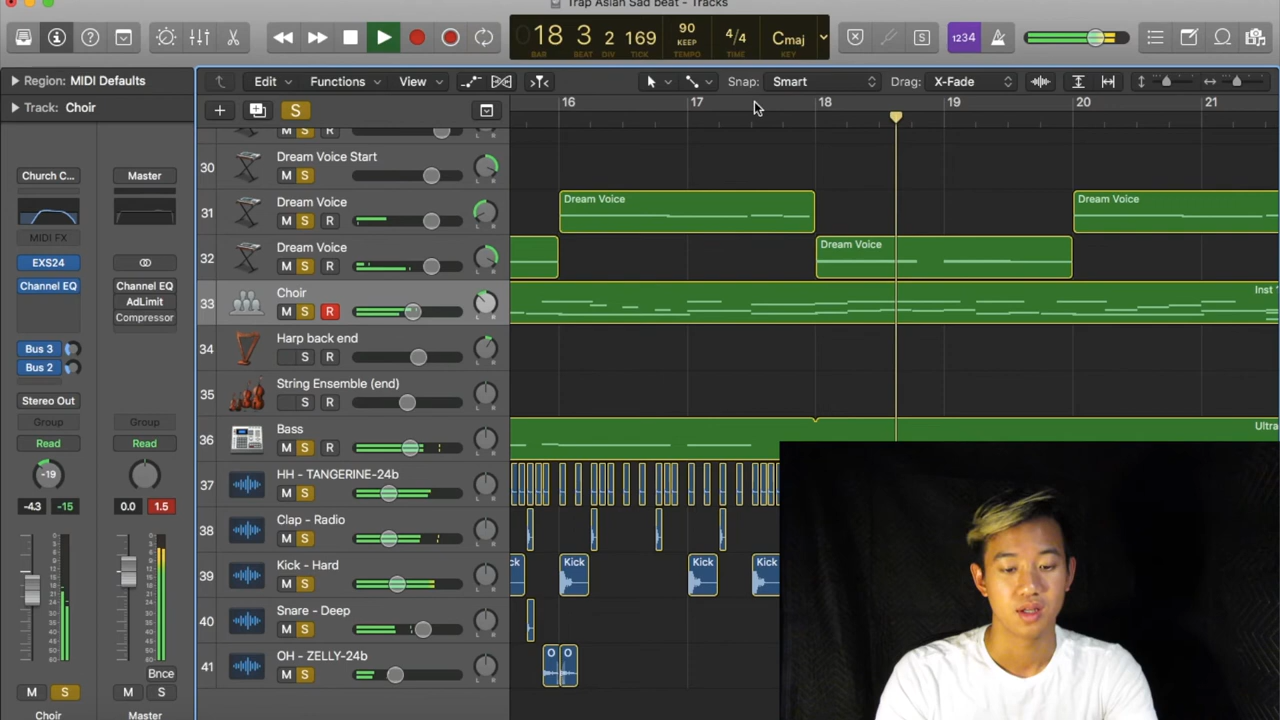 Trap Asian Sad beat - Tracks
18 3 2 169
BAR BEAT DIV TICK
90
KEEP
TEMPO
4/4
Cmaj
KEY
1234
S
Region: MIDI Defaults
Track: Choir
Edit
Functions
View
Snap: Smart
Drag: X-Fade
S
16 17 18 19 20 21
M S R
30 Dream Voice Start
M S
31 Dream Voice
M S R
32 Dream Voice
M S R
33 Choir
M S R
34 Harp back end
S R
35 String Ensemble (end)
S R
36 Bass
M S R
37 HH - TANGERINE-24b
M S
38 Clap - Radio
M S
39 Kick - Hard
M S
40 Snare - Deep
M S
41 OH - ZELLY-24b
M S
L R
Dream Voice
Dream Voice
Dream Voice
Ultra
Kick
Kick
Kick
O O
Church C...
Master
MIDI FX
EXS24
Channel EQ
Channel EQ
AdLimit
Compressor
Bus 3
Bus 2
Stereo Out
Group
Group
Read
Read
-19
-4.3 -15
0.0 1.5
Bnce
M S
M S
Choir
Master